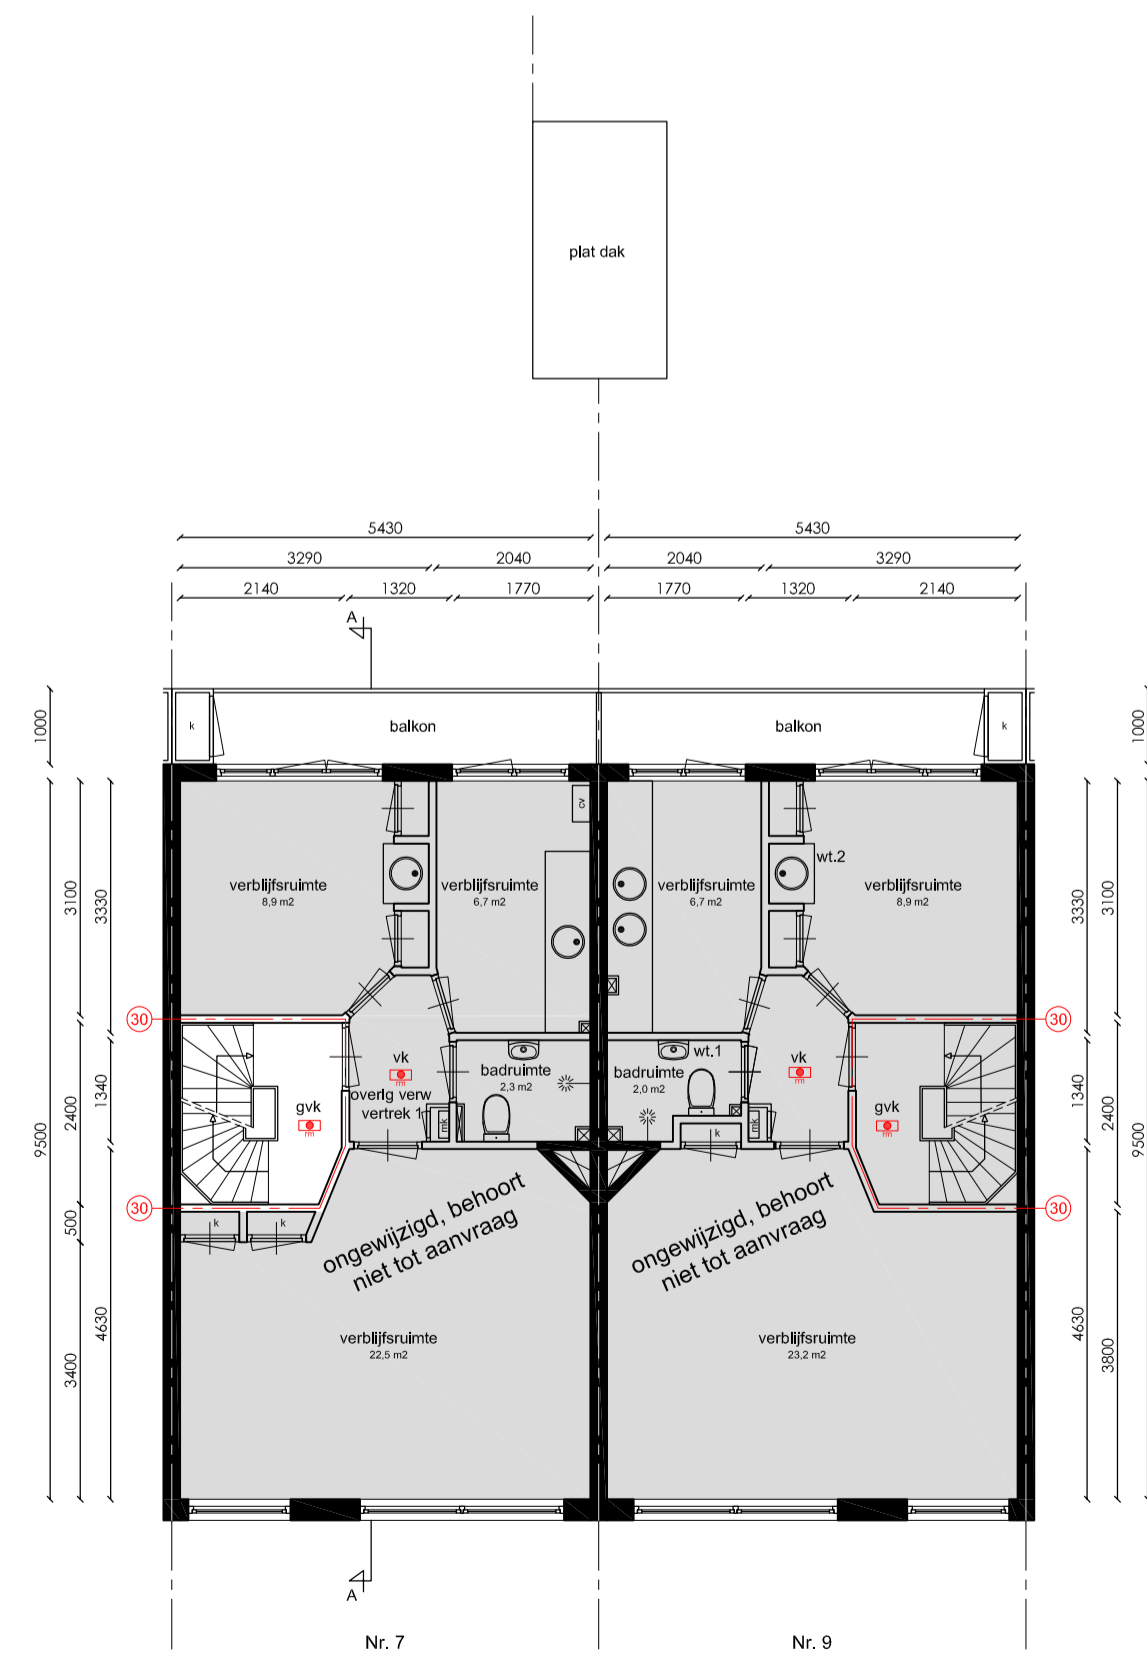 plat dak
5430 5430
3290 2040 2040 3290
2140 1320 1770 1770 1320 2140
A
1000 1000
k balkon balkon k
cv
wt.2
verblijfsruimte verblijfsruimte verblijfsruimte verblijfsruimte
8,9 m2 6,7 m2 6,7 m2 8,9 m2
3100 3330 3330 3100
30 30
vk badruimte badruimte wt.1 vk
rm 2,3 m2 2,0 m2 rm
overig verw
vertrek 1
gvk gvk
rm rm
mk mk
k
9500 2400 1340 1340 2400 9500
30 30
k k
500
ongewijzigd, behoort
niet tot aanvraag
ongewijzigd, behoort
niet tot aanvraag
verblijfsruimte verblijfsruimte
22,5 m2 23,2 m2
3400 4630 4630 3800
A
Nr. 7 Nr. 9